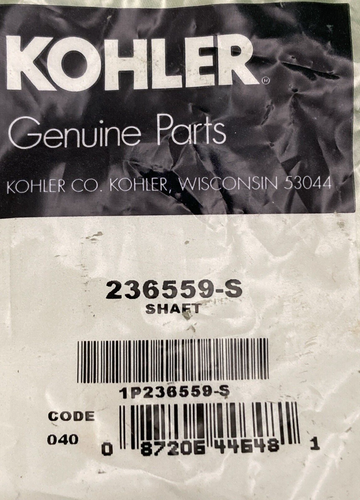 KOHLER®
Genuine Parts
KOHLER CO. KOHLER, WISCONSIN 53044
236559-S
SHAFT
1P236559-S
CODE
040
0 87206 44648 1